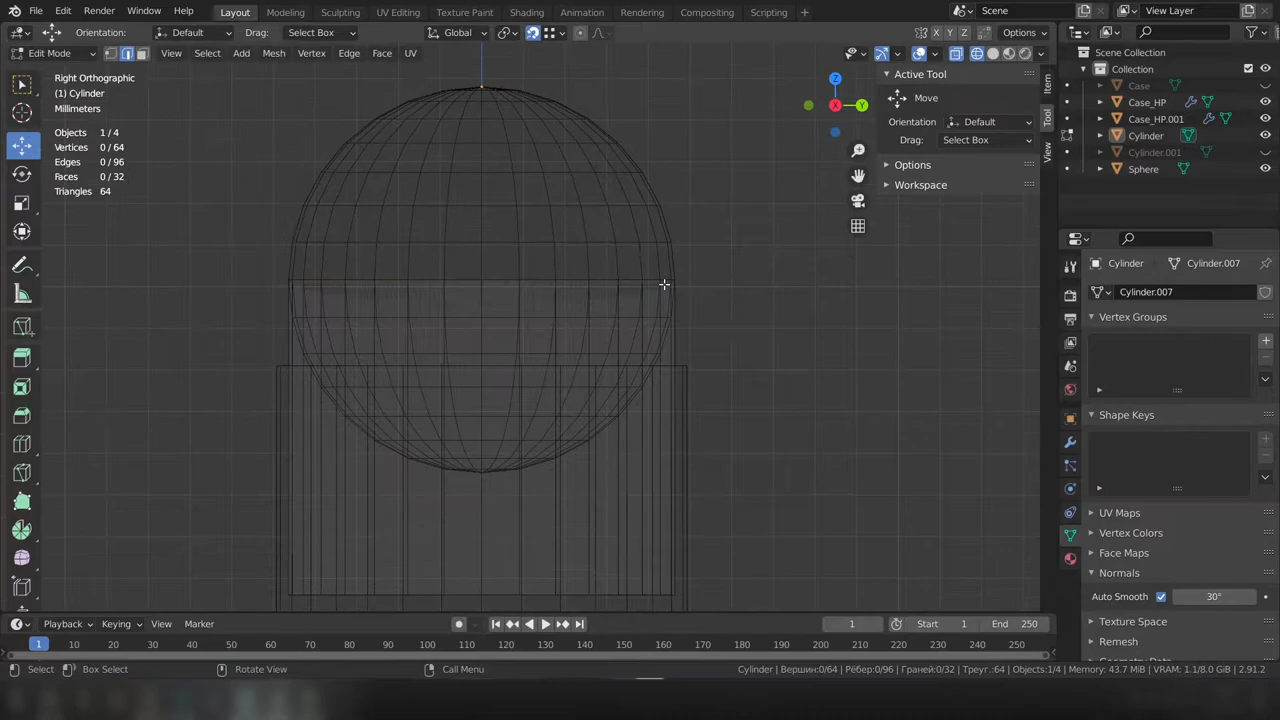 File Edit Render Window Help Layout Modeling Sculpting UV Editing Texture Paint Shading Animation Rendering Compositing Scripting + Scene View Layer
Orientation: Default Drag: Select Box Global X Y Z Options
Edit Mode View Select Add Mesh Vertex Edge Face UV
Scene Collection
Collection
Case
Case_HP
Case_HP.001
Cylinder
Cylinder.001
Sphere
Right Orthographic
(1) Cylinder
Millimeters
Objects 1 / 4
Vertices 0 / 64
Edges 0 / 96
Faces 0 / 32
Triangles 64
Z
X
Y
Active Tool
Move
Orientation Default
Drag: Select Box
Options
Workspace
Item
Tool
View
Cylinder Cylinder.007
Cylinder.007
Vertex Groups
Shape Keys
UV Maps
Vertex Colors
Face Maps
Normals
Auto Smooth 30°
Texture Space
Remesh
Geometry Data
Playback Keying View Marker 1 Start 1 End 250
1 10 20 30 40 50 60 70 80 90 100 110 120 130 140 150 160 170 180 190 200 210 220 230 240 250
Select Box Select Rotate View Call Menu Cylinder | Вершин:0/64 | Рёбер:0/96 | Граней:0/32 | Треуг.:64 | Objects:1/4 | Memory: 43.7 MiB | VRAM: 1.1/8.0 GiB | 2.91.2